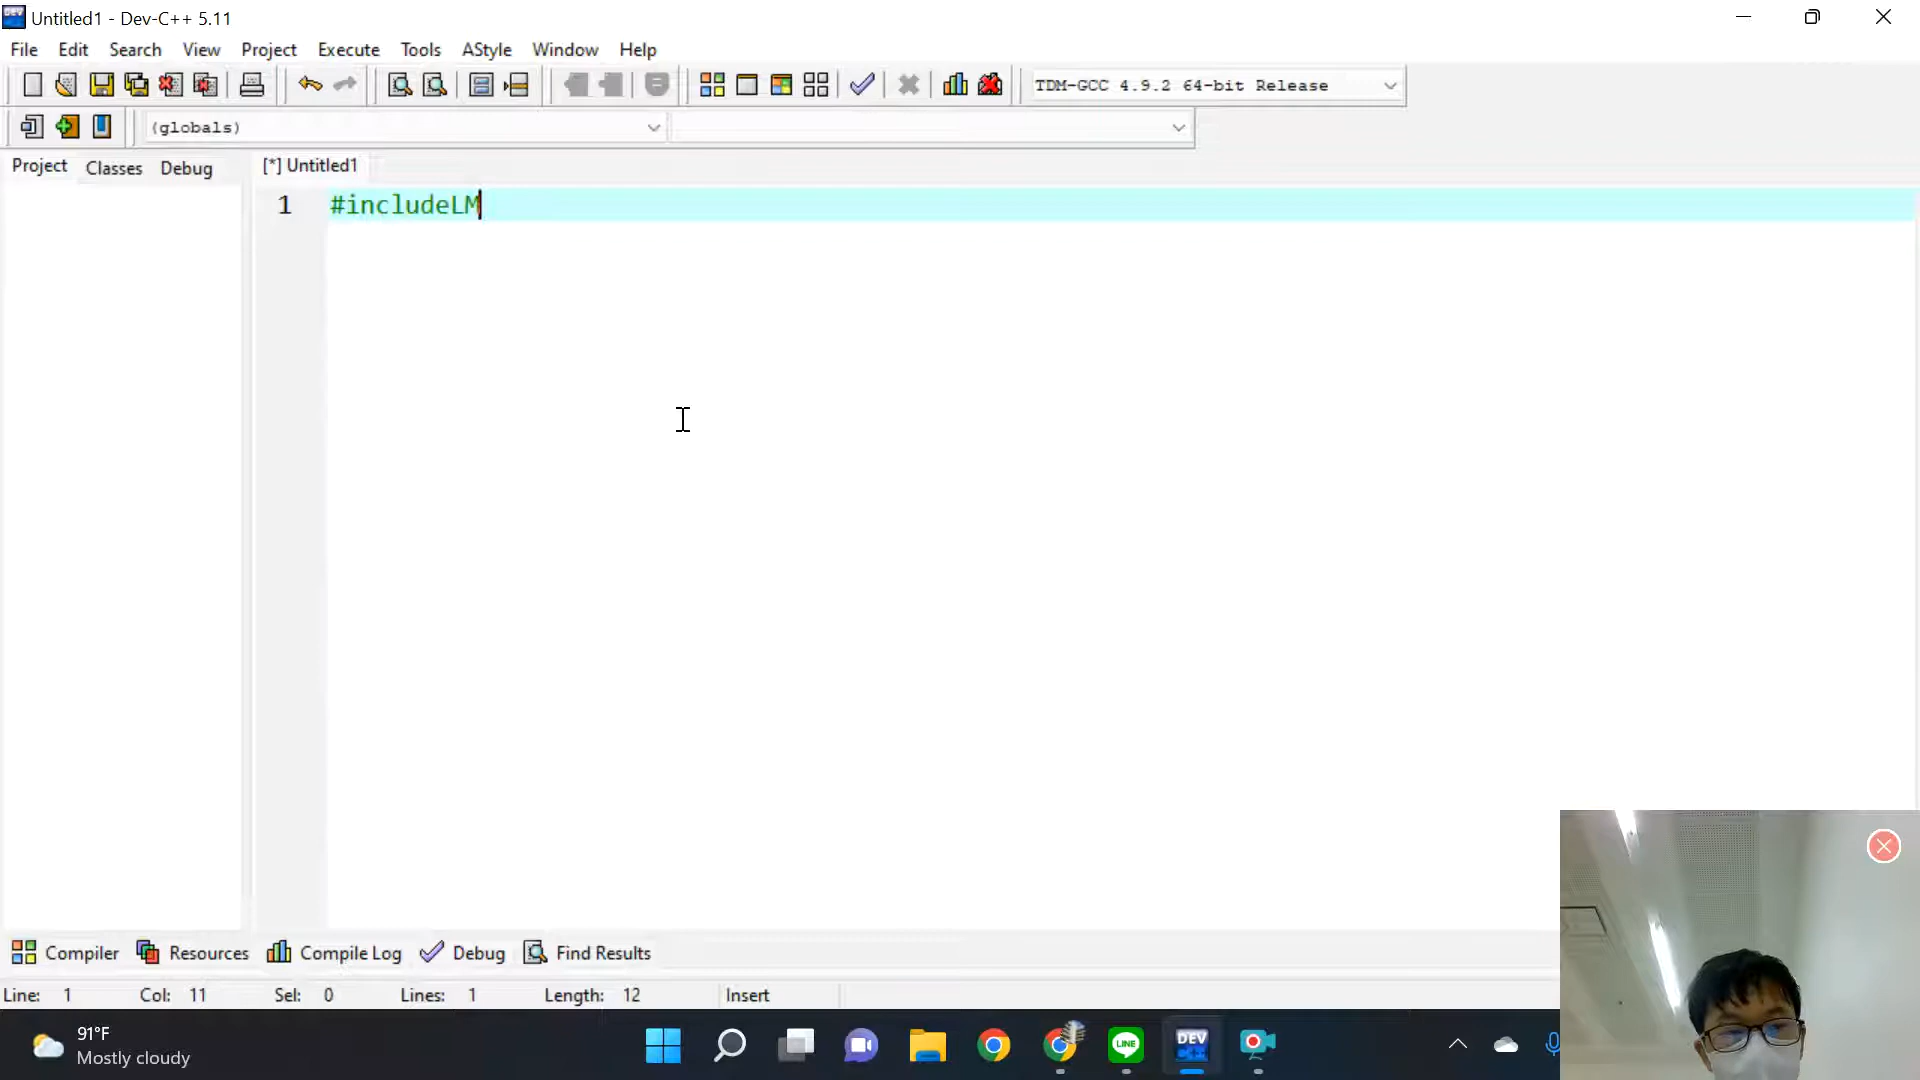 Untitled1 - Dev-C++ 5.11
File Edit Search View Project Execute Tools AStyle Window Help
TDM-GCC 4.9.2 64-bit Release
(globals)
Project Classes Debug [*] Untitled1
1 #includeLM
Compiler Resources Compile Log Debug Find Results
Line: 1 Col: 11 Sel: 0 Lines: 1 Length: 12 Insert
91°F
Mostly cloudy
DEV
LINE
DEV